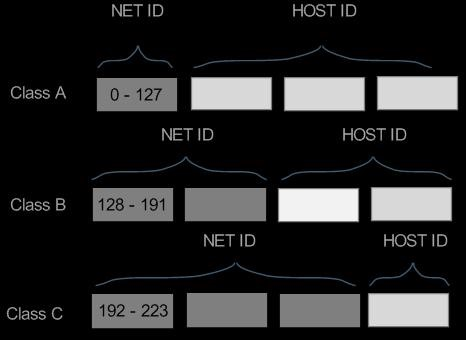 NET ID HOST ID
Class A 0 - 127
NET ID HOST ID
Class B 128 - 191
NET ID HOST ID
Class C 192 - 223